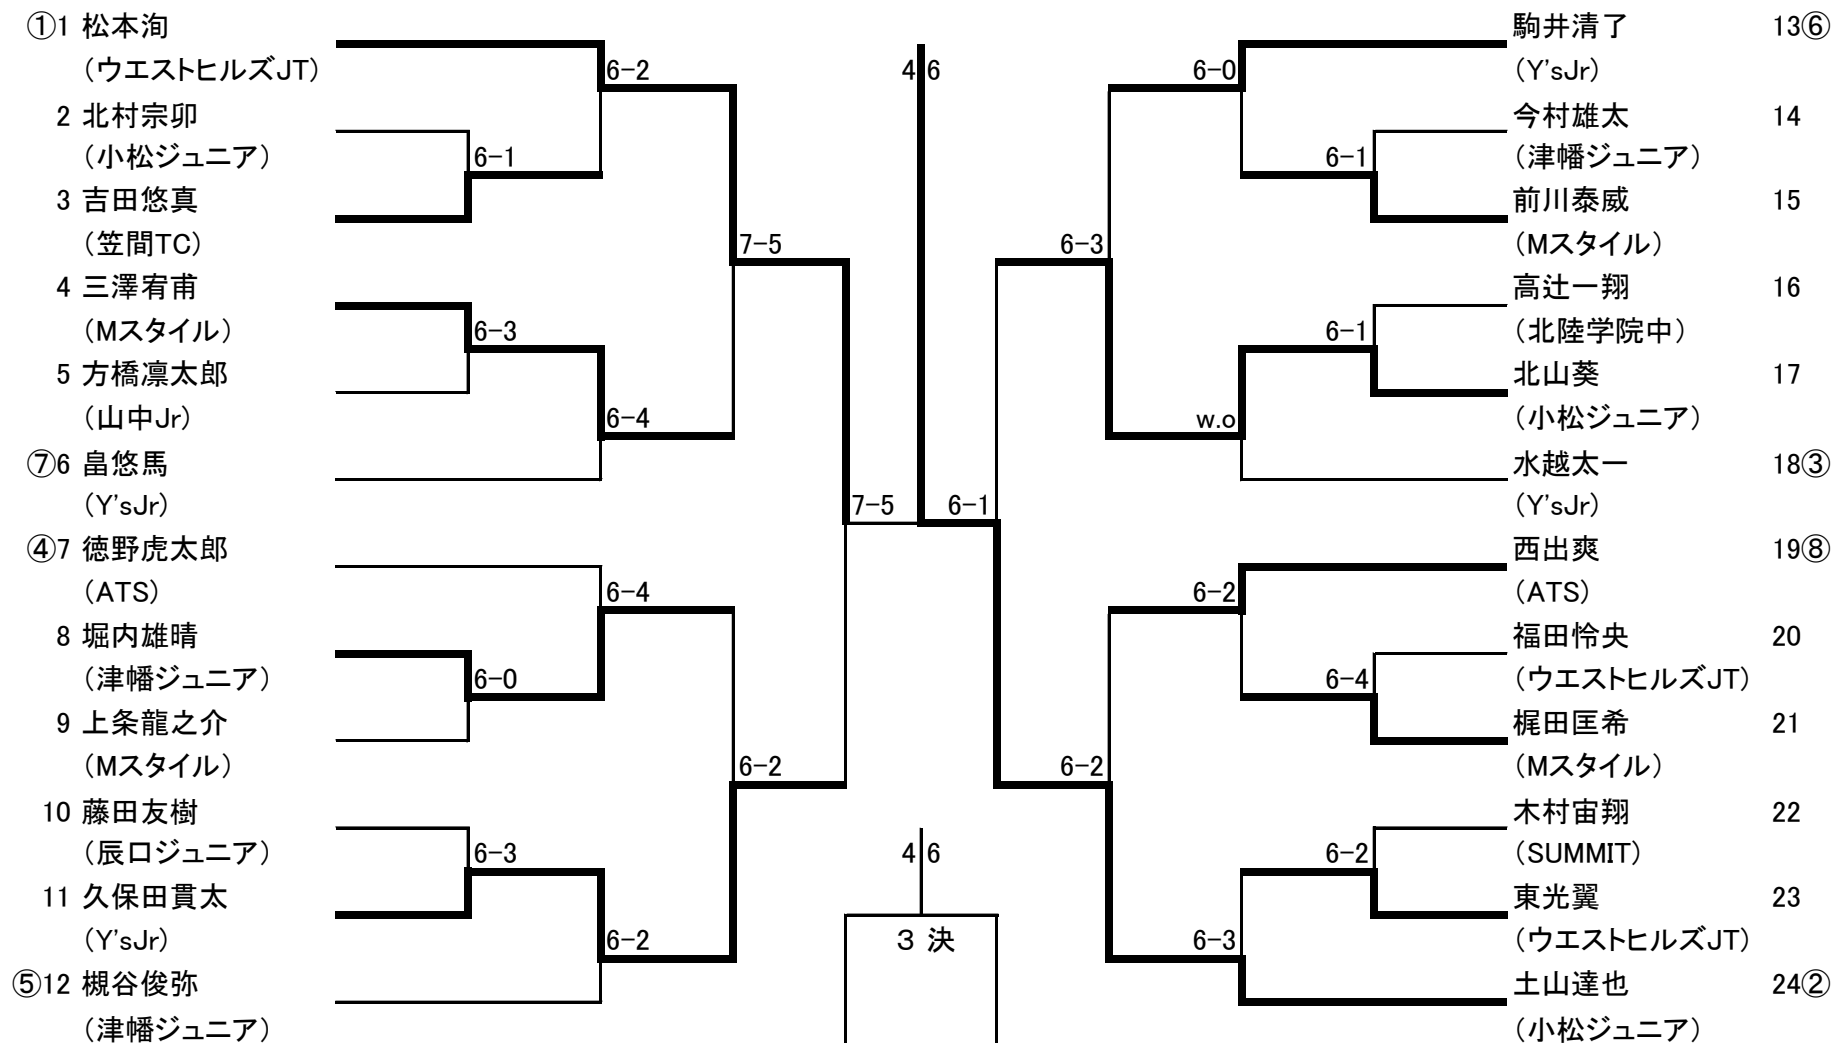 ①1 松本洵
(ウエストヒルズJT)
2 北村宗卯
(小松ジュニア)
3 吉田悠真
(笠間TC)
4 三澤宥甫
(Mスタイル)
5 方橋凛太郎
(山中Jr)
⑦6 畠悠馬
(Y'sJr)
④7 徳野虎太郎
(ATS)
8 堀内雄晴
(津幡ジュニア)
9 上条龍之介
(Mスタイル)
10 藤田友樹
(辰口ジュニア)
11 久保田貫太
(Y'sJr)
⑤12 槻谷俊弥
(津幡ジュニア)
6-2
6-1
6-3
6-4
6-4
6-0
6-3
6-2
7-5
6-2
7-5
4 6
6-1
4 6
3 決
6-3
6-2
6-0
6-1
6-1
w.o
6-2
6-4
6-2
6-3
駒井清了 13⑥
(Y'sJr)
今村雄太 14
(津幡ジュニア)
前川泰威 15
(Mスタイル)
高辻一翔 16
(北陸学院中)
北山葵 17
(小松ジュニア)
水越太一 18③
(Y'sJr)
西出爽 19⑧
(ATS)
福田怜央 20
(ウエストヒルズJT)
梶田匡希 21
(Mスタイル)
木村宙翔 22
(SUMMIT)
東光翼 23
(ウエストヒルズJT)
土山達也 24②
(小松ジュニア)